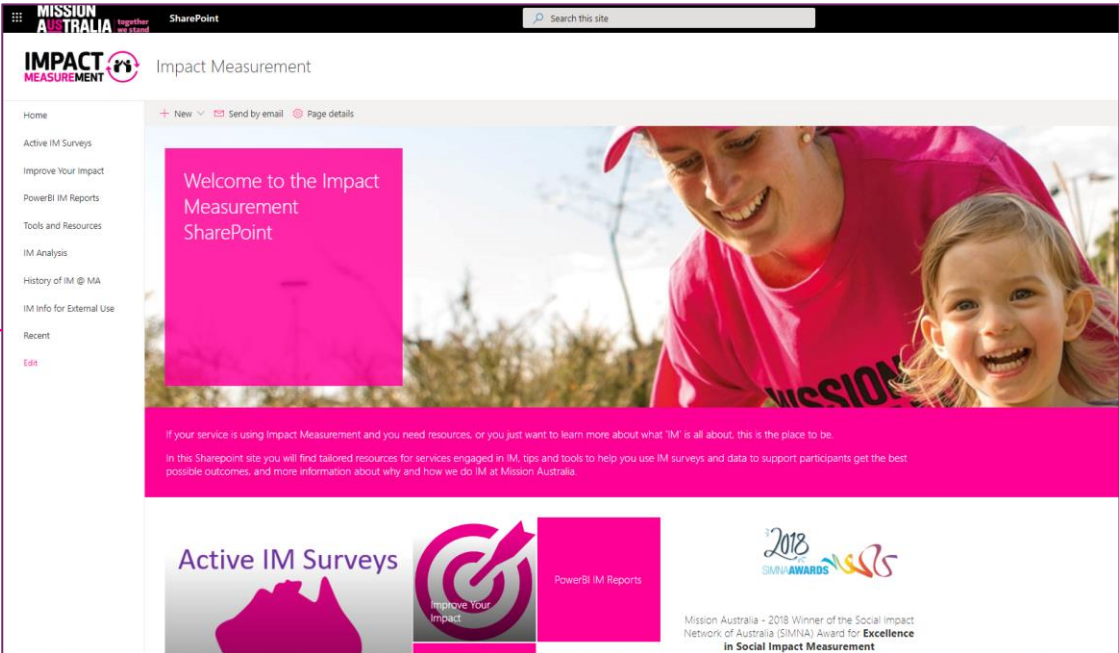 MISSION
AUSTRALIA together
we stand
SharePoint
Search this site
IMPACT
MEASUREMENT
Impact Measurement
Home
Active IM Surveys
Improve Your Impact
PowerBI IM Reports
Tools and Resources
IM Analysis
History of IM @ MA
IM Info for External Use
Recent
Edit
New
Send by email
Page details
Welcome to the Impact
Measurement
SharePoint
MISSION
If your service is using Impact Measurement and you need resources, or you just want to learn more about what 'IM' is all about, this is the place to be.
In this Sharepoint site you will find tailored resources for services engaged in IM, tips and tools to help you use IM surveys and data to support participants get the best
possible outcomes, and more information about why and how we do IM at Mission Australia.
Active IM Surveys
Improve Your
Impact
PowerBI IM Reports
2018
SIMNAAWARDS
Mission Australia - 2018 Winner of the Social Impact
Network of Australia (SIMNA) Award for Excellence
in Social Impact Measurement